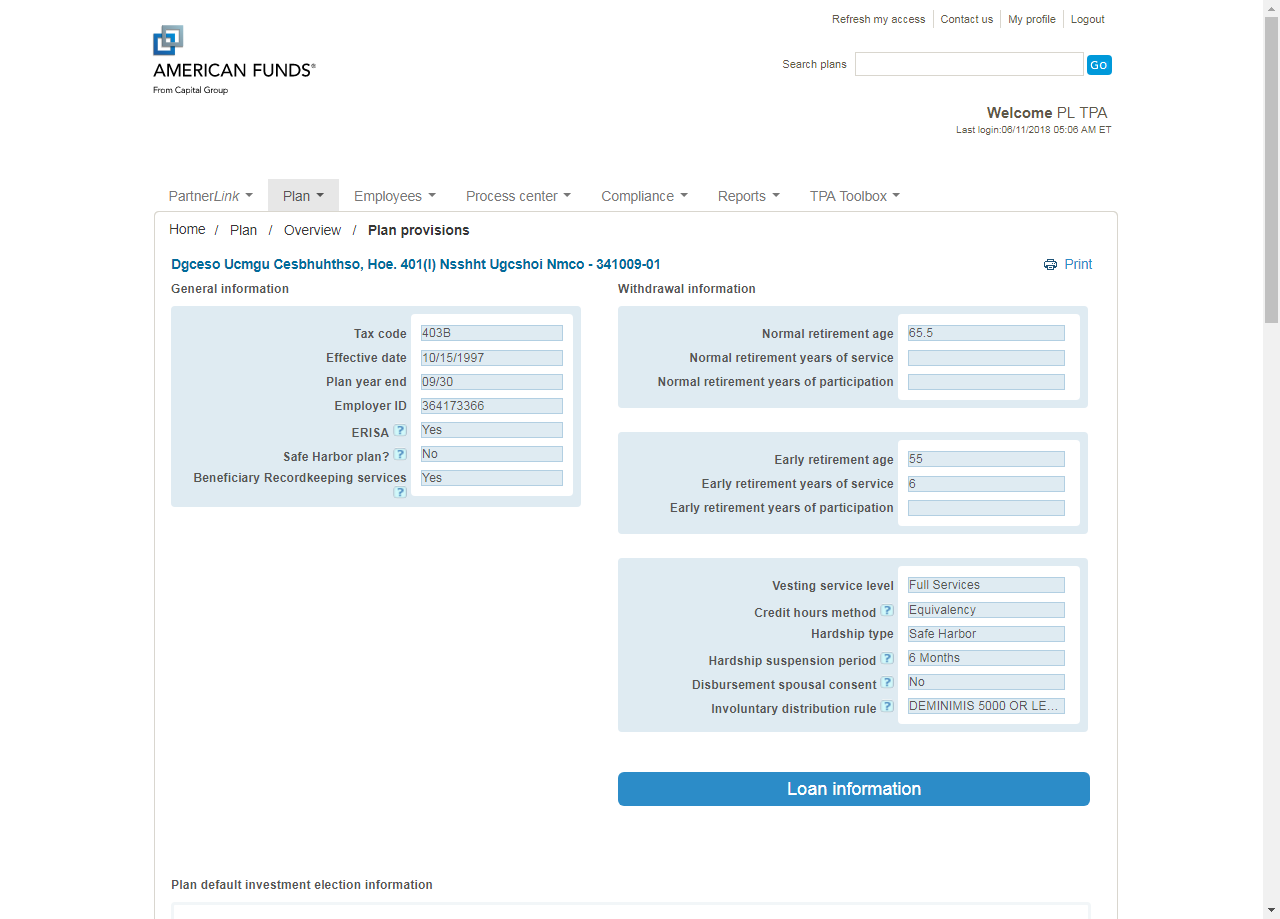 Refresh my access Contact us My profile Logout
AMERICAN FUNDS®
From Capital Group
Search plans Go
Welcome PL TPA
Last login:06/11/2018 05:06 AM ET
PartnerLink Plan Employees Process center Compliance Reports TPA Toolbox
Home / Plan / Overview / Plan provisions
Dgceso Ucmgu Cesbhuhthso, Hoe. 401(l) Nsshht Ugcshoi Nmco - 341009-01
Print
General information
Tax code 403B
Effective date 10/15/1997
Plan year end 09/30
Employer ID 364173366
ERISA ? Yes
Safe Harbor plan? ? No
Beneficiary Recordkeeping services Yes
?
Withdrawal information
Normal retirement age 65.5
Normal retirement years of service
Normal retirement years of participation
Early retirement age 55
Early retirement years of service 6
Early retirement years of participation
Vesting service level Full Services
Credit hours method ? Equivalency
Hardship type Safe Harbor
Hardship suspension period ? 6 Months
Disbursement spousal consent ? No
Involuntary distribution rule ? DEMINIMIS 5000 OR LE...
Loan information
Plan default investment election information